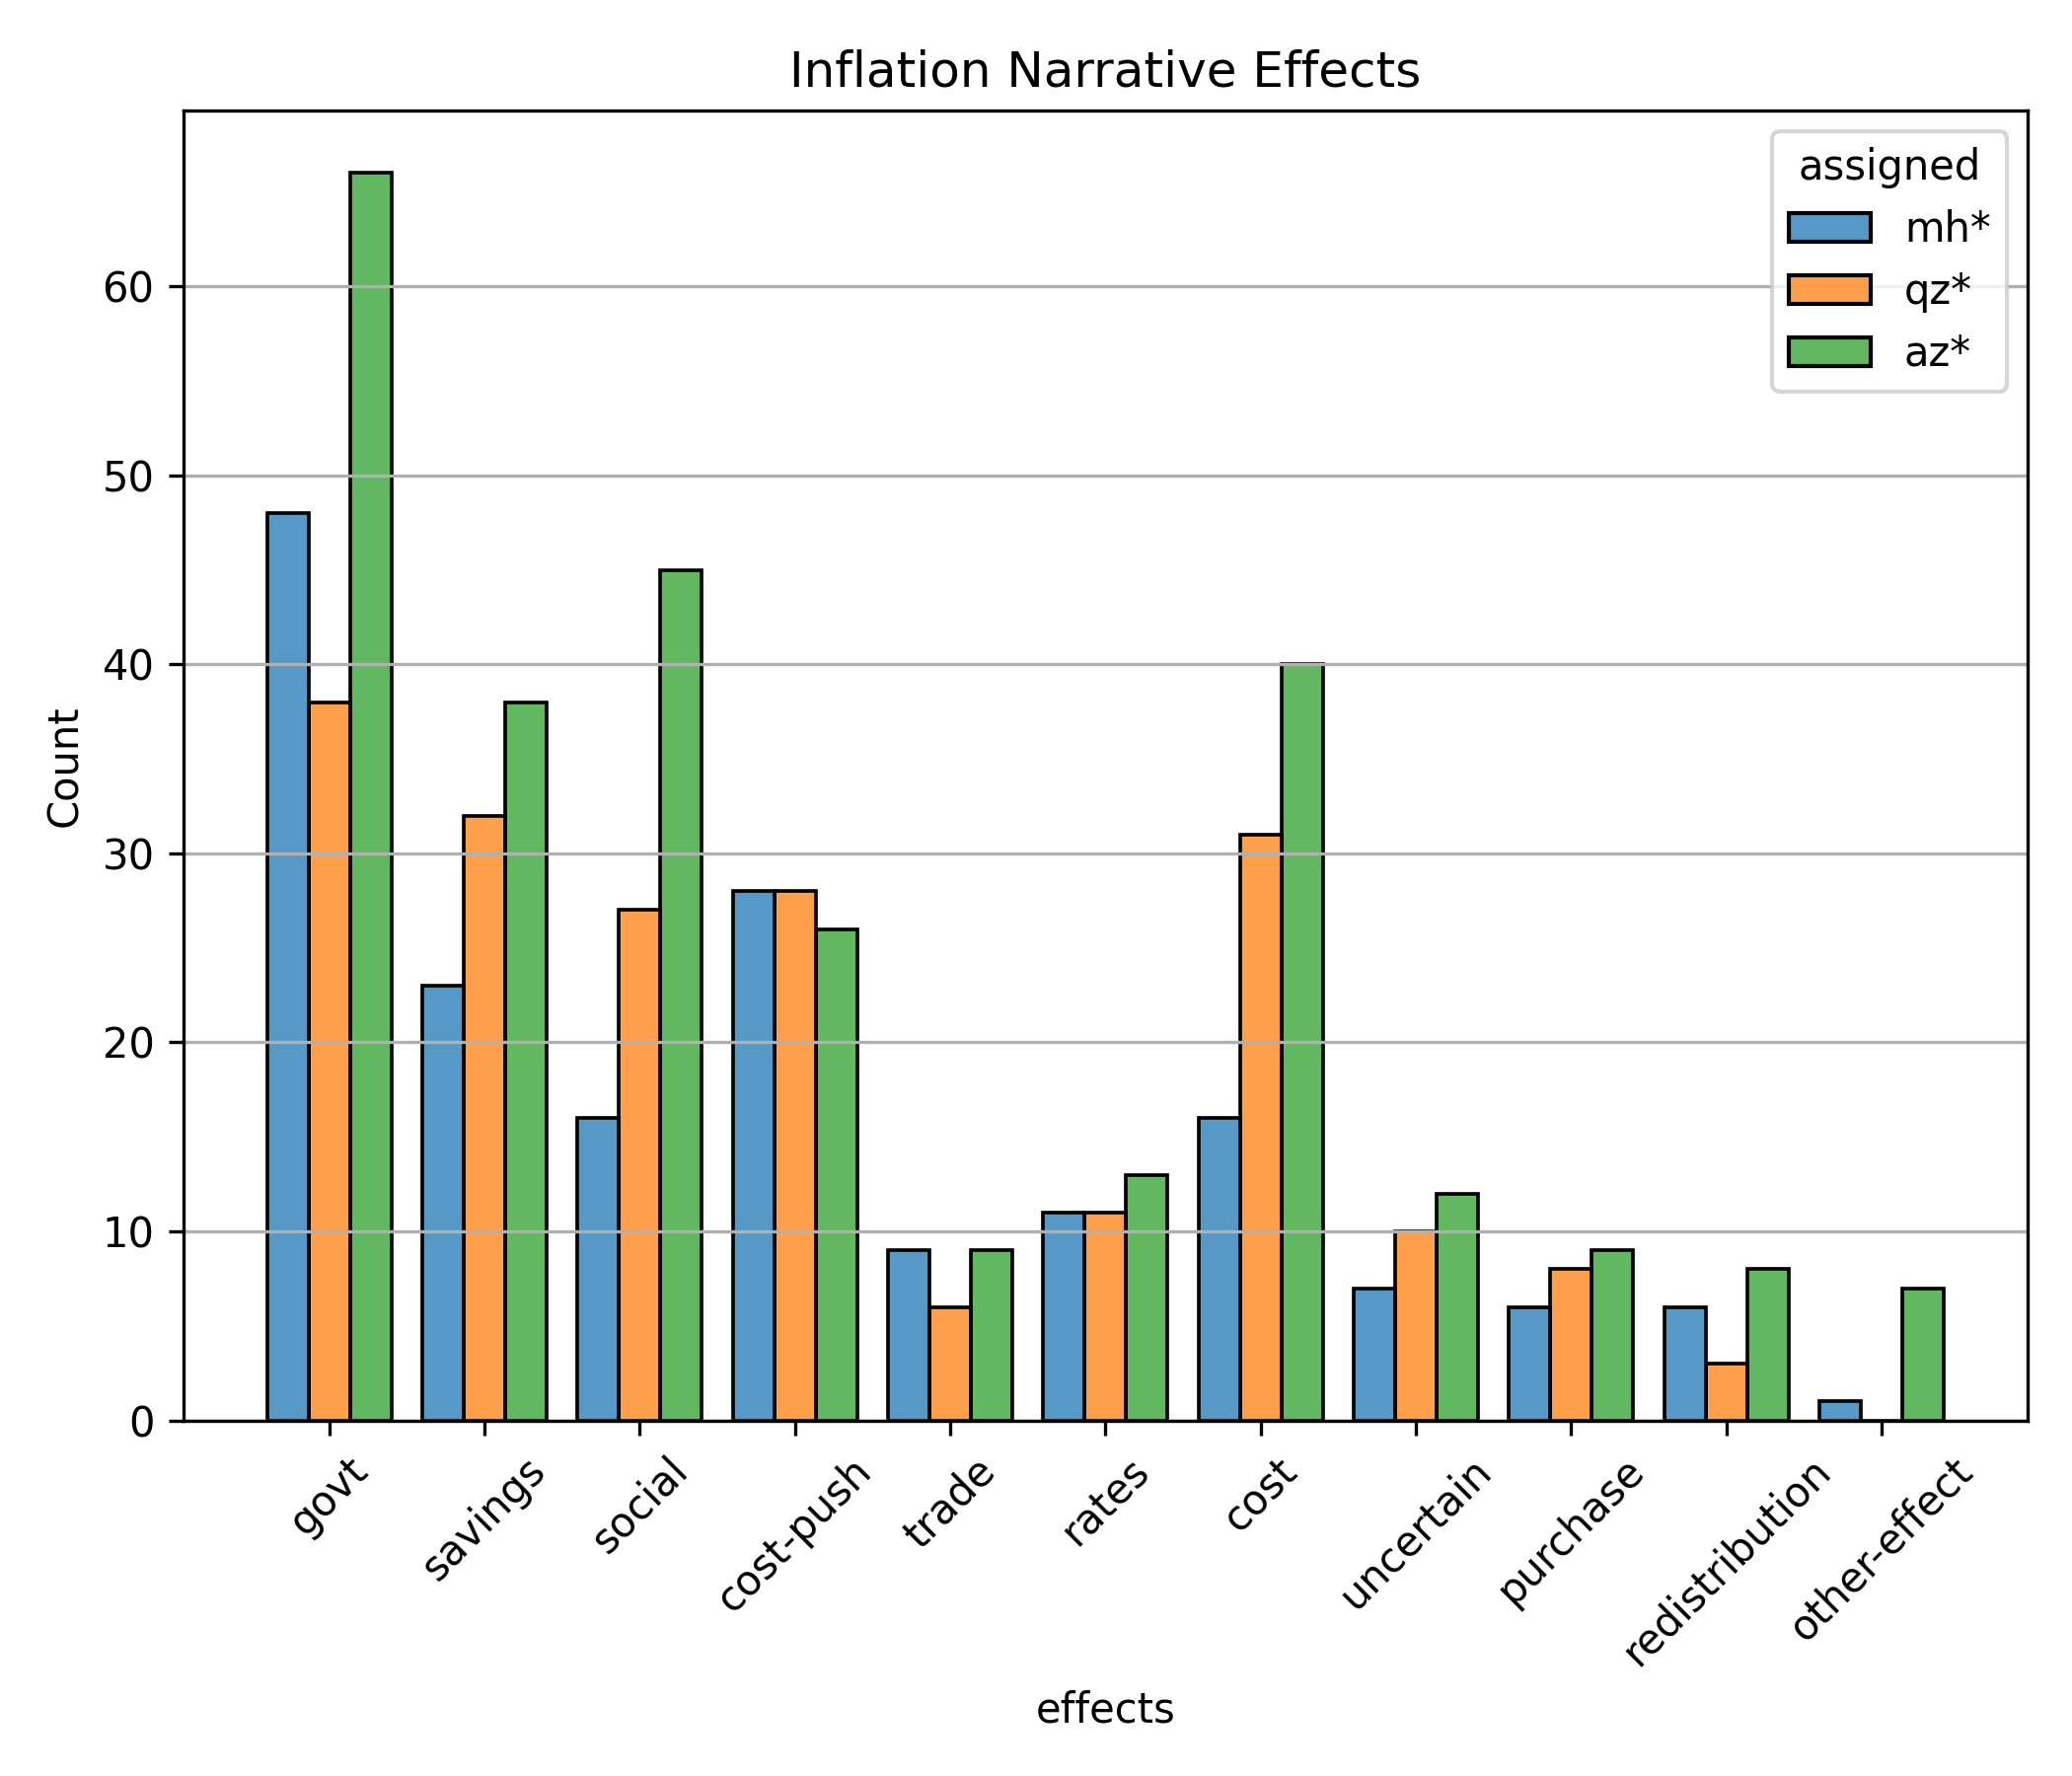 Inflation Narrative Effects
assigned
mh*
qz*
az*
60
50
40
30
20
10
0
Count
govt
savings
social
cost-push
trade
rates
cost
uncertain
purchase
redistribution
other-effect
effects